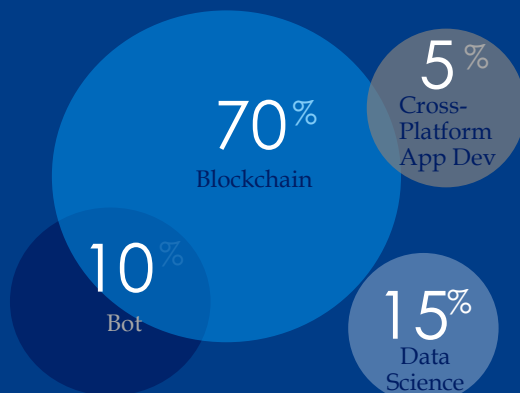 5 %
Cross-
Platform
App Dev
70 %
Blockchain
10 %
Bot
15%
Data
Science